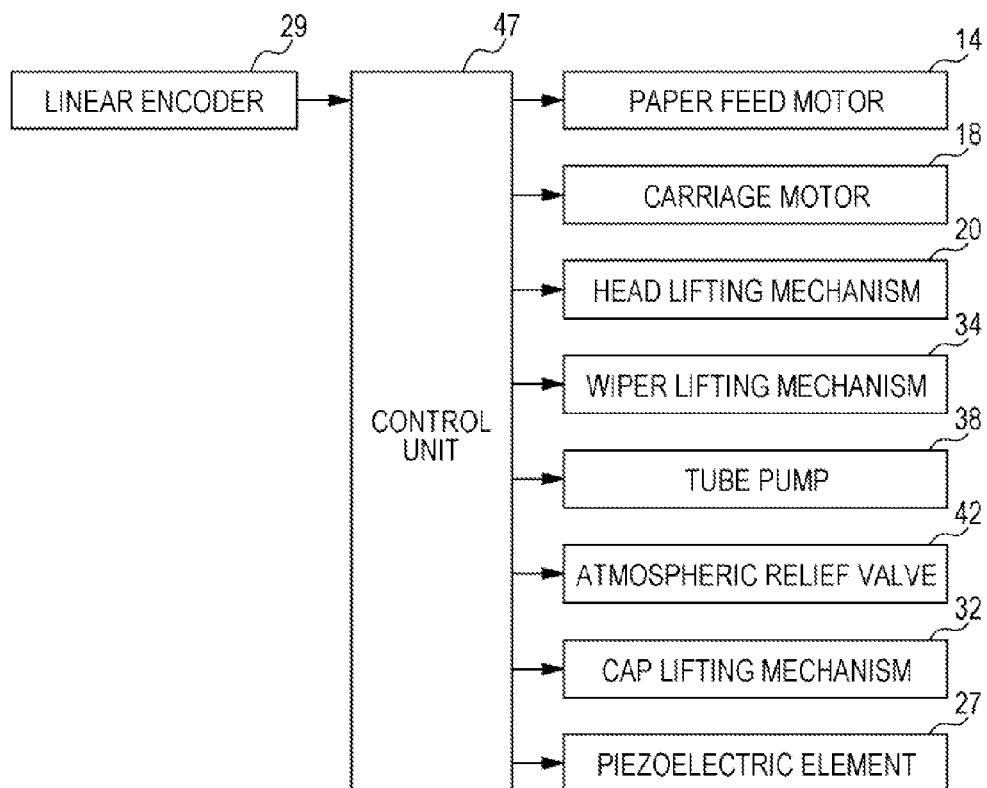 29
47
14
LINEAR ENCODER
PAPER FEED MOTOR
18
CARRIAGE MOTOR
20
HEAD LIFTING MECHANISM
34
WIPER LIFTING MECHANISM
CONTROL
UNIT
38
TUBE PUMP
42
ATMOSPHERIC RELIEF VALVE
32
CAP LIFTING MECHANISM
27
PIEZOELECTRIC ELEMENT